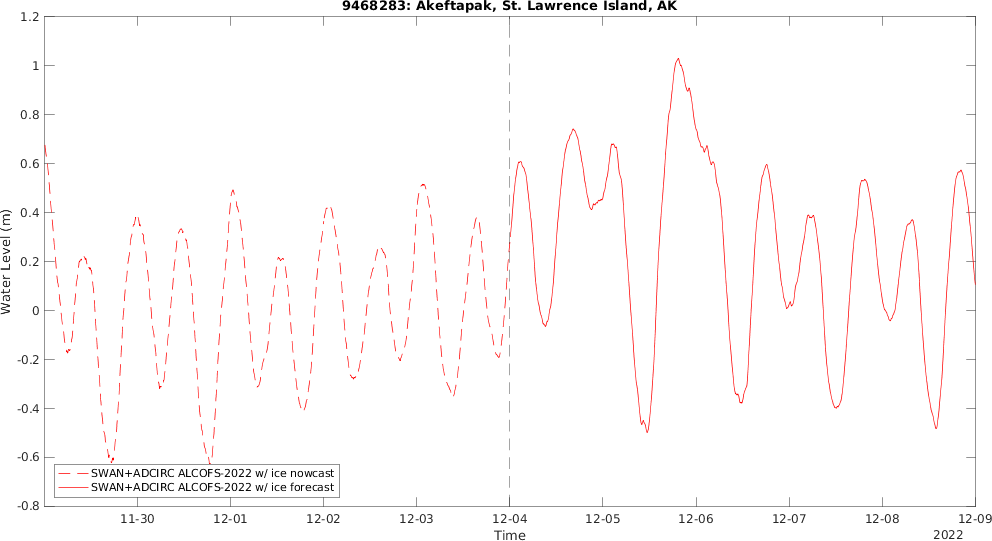 9468283: Akeftapak, St. Lawrence Island, AK
Water Level (m)
1.2
1
0.8
0.6
0.4
0.2
0
-0.2
-0.4
-0.6
-0.8
SWAN+ADCIRC ALCOFS-2022 w/ ice nowcast
SWAN+ADCIRC ALCOFS-2022 w/ ice forecast
11-30 12-01 12-02 12-03 12-04 12-05 12-06 12-07 12-08 12-09
Time
2022